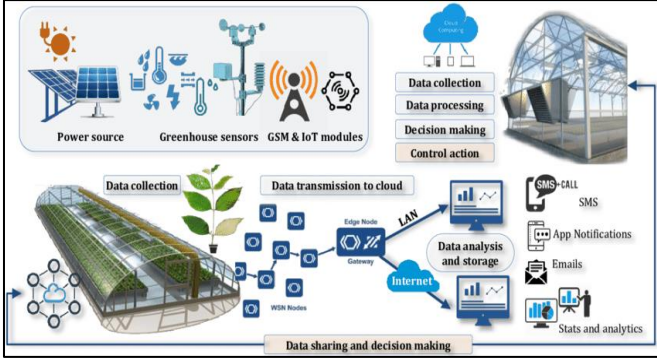 Cloud
Computing
Power source
Greenhouse sensors
GSM & IoT modules
Data collection
Data processing
Decision making
Control action
Data collection
Data transmission to cloud
Edge Node
Gateway
WSN Nodes
LAN
Internet
Data analysis
and storage
SMS+CALL
SMS
App Notifications
Emails
Stats and analytics
Data sharing and decision making